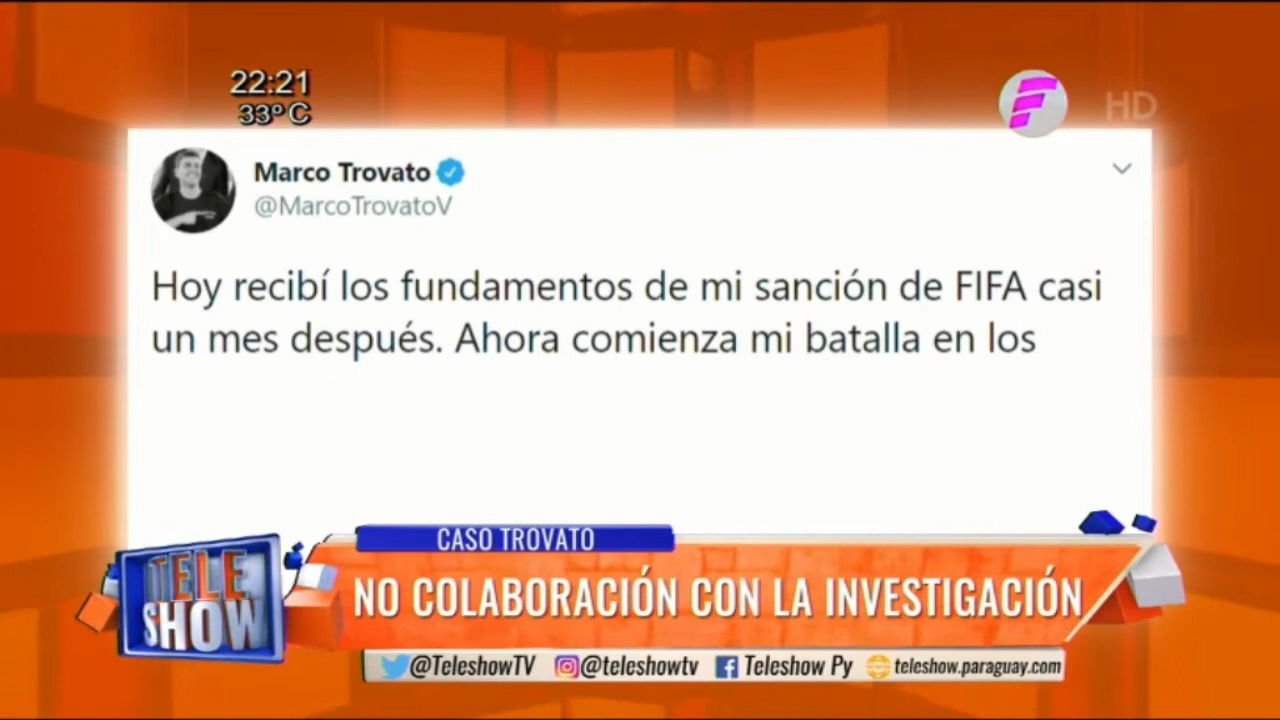 22:21
33º C
HD
Marco Trovato
@MarcoTrovatoV
Hoy recibí los fundamentos de mi sanción de FIFA casi
un mes después. Ahora comienza mi batalla en los
CASO TROVATO
TELE
SHOW
NO COLABORACIÓN CON LA INVESTIGACIÓN
@TeleshowTV @teleshowtv Teleshow Py teleshow.paraguay.com